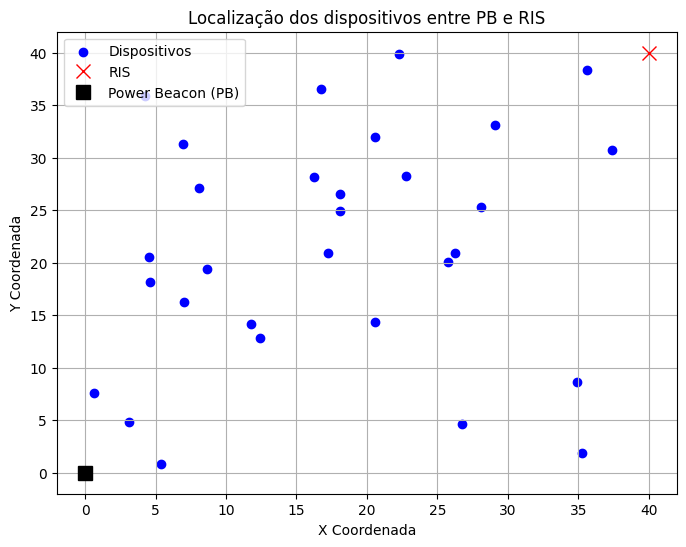 Localização dos dispositivos entre PB e RIS
Dispositivos
RIS
Power Beacon (PB)
40
35
30
25
20
15
10
5
0
Y Coordenada
0 5 10 15 20 25 30 35 40
X Coordenada